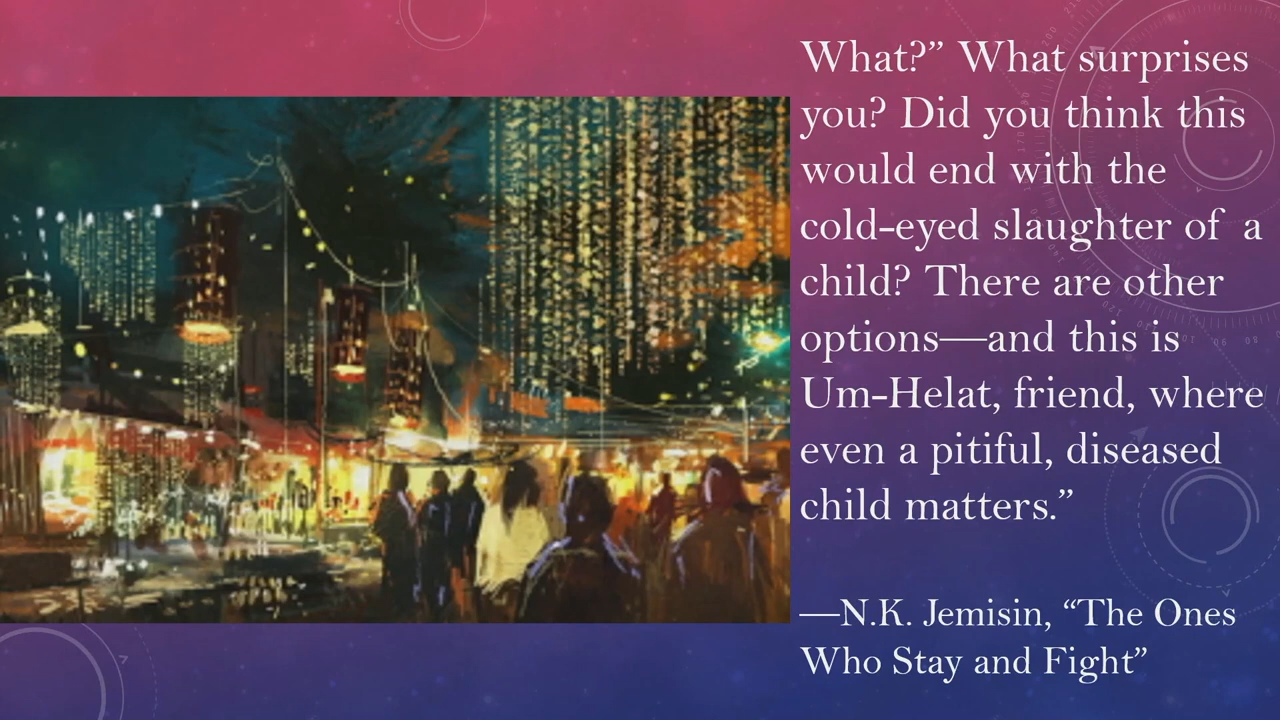 What?” What surprises
you? Did you think this
would end with the
cold-eyed slaughter of a
child? There are other
options—and this is
Um-Helat, friend, where
even a pitiful, diseased
child matters.”
—N.K. Jemisin, “The Ones
Who Stay and Fight”